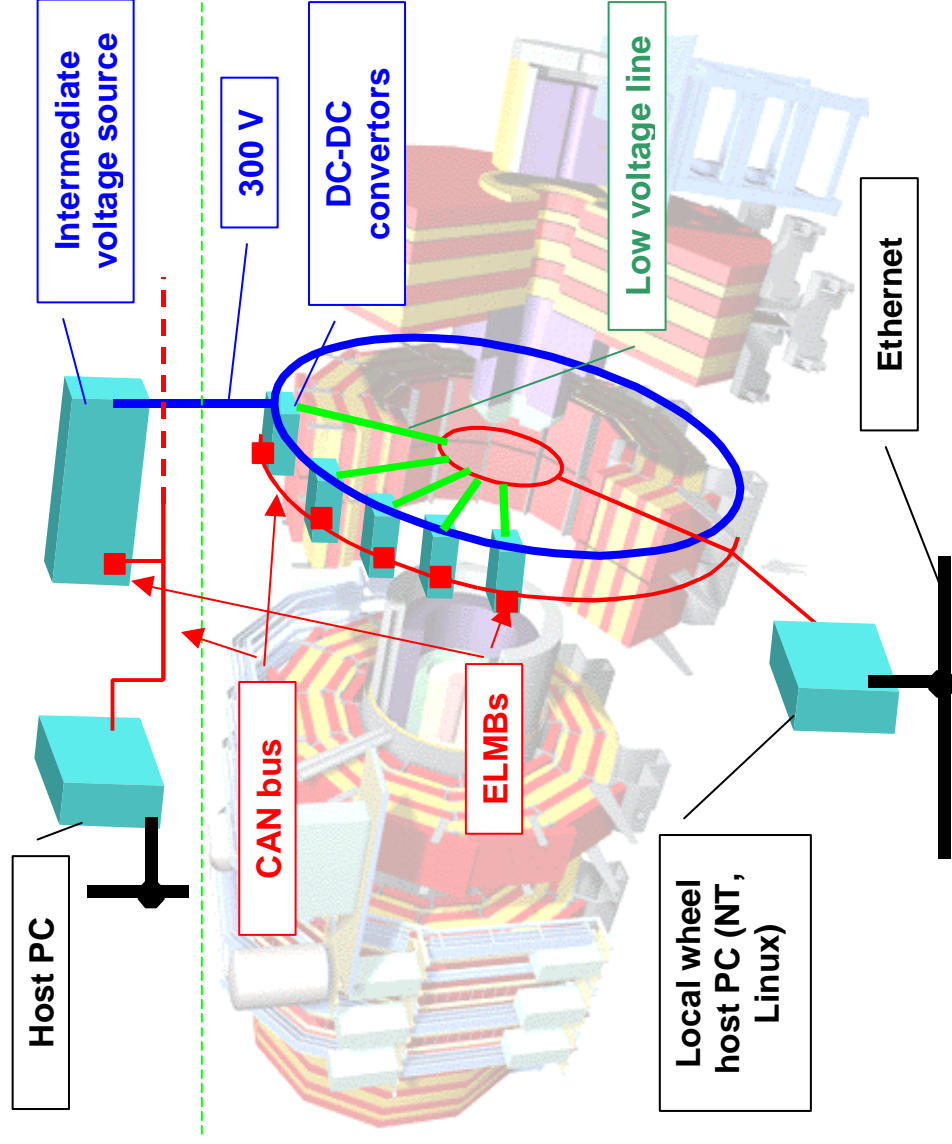 Host PC
Intermediate
voltage source
300 V
DC-DC
convertors
CAN bus
ELMBs
Low voltage line
Local wheel
host PC (NT,
Linux)
Ethernet